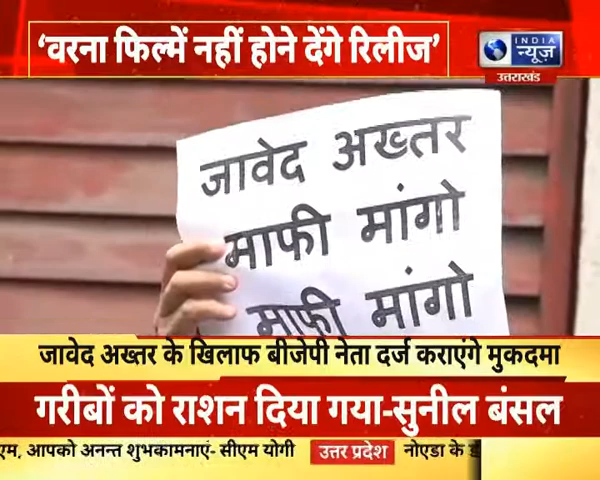 ‘वरना फिल्में नहीं होने देंगे रिलीज’
INDIA
न्यूज़
उत्तराखंड
जावेद अख्तर
माफी मांगो
माफी मांगो
जावेद अख्तर के खिलाफ बीजेपी नेता दर्ज कराएंगे मुकदमा
गरीबों को राशन दिया गया-सुनील बंसल
आपको अनन्त शुभकामनाएं- सीएम योगी उत्तर प्रदेश नोएडा के